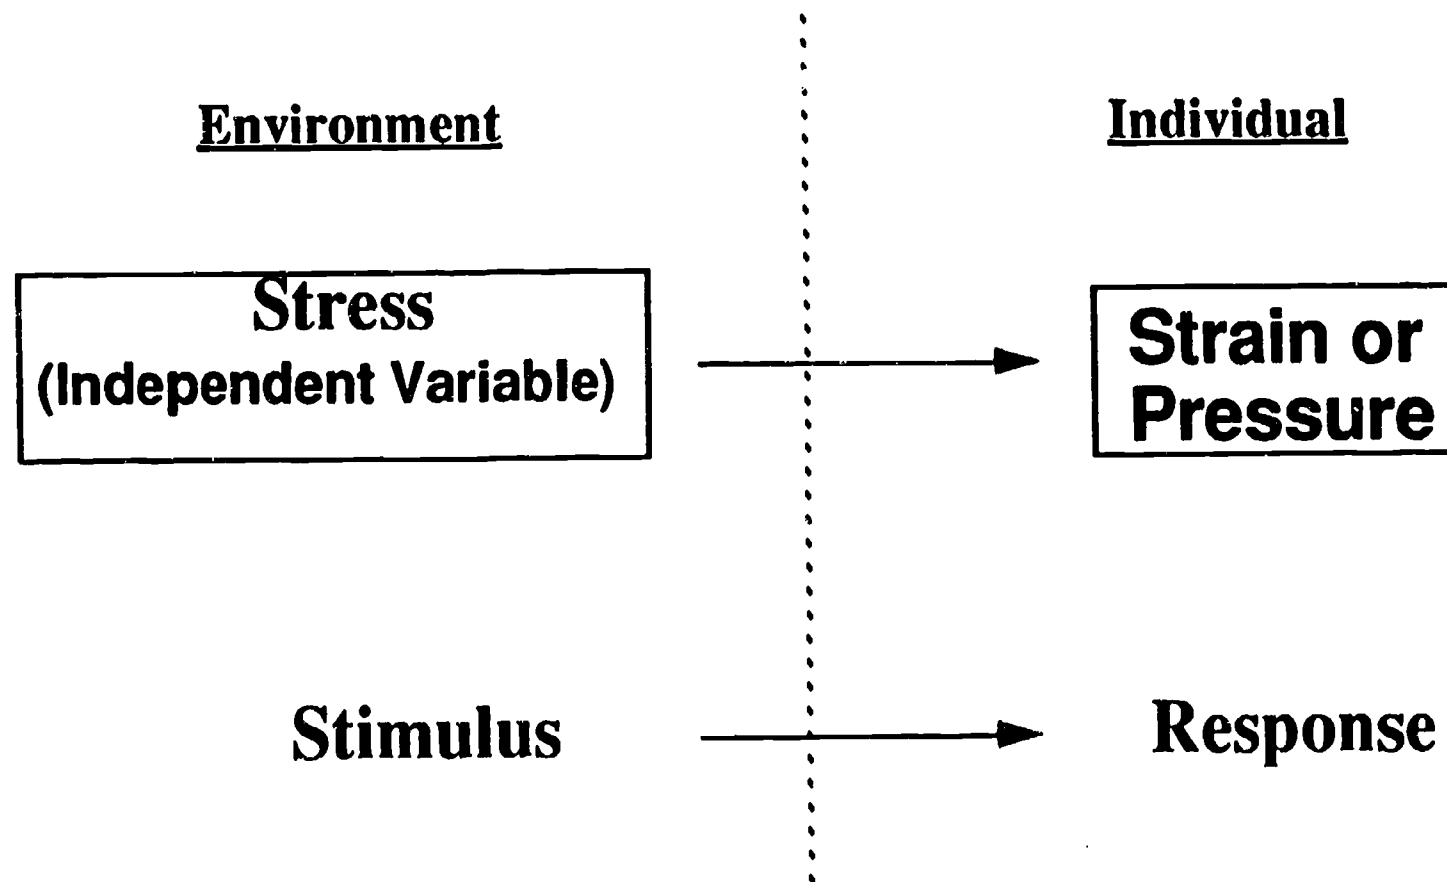 Environment
Individual
Stress
(Independent Variable)
Strain or
Pressure
Stimulus
Response